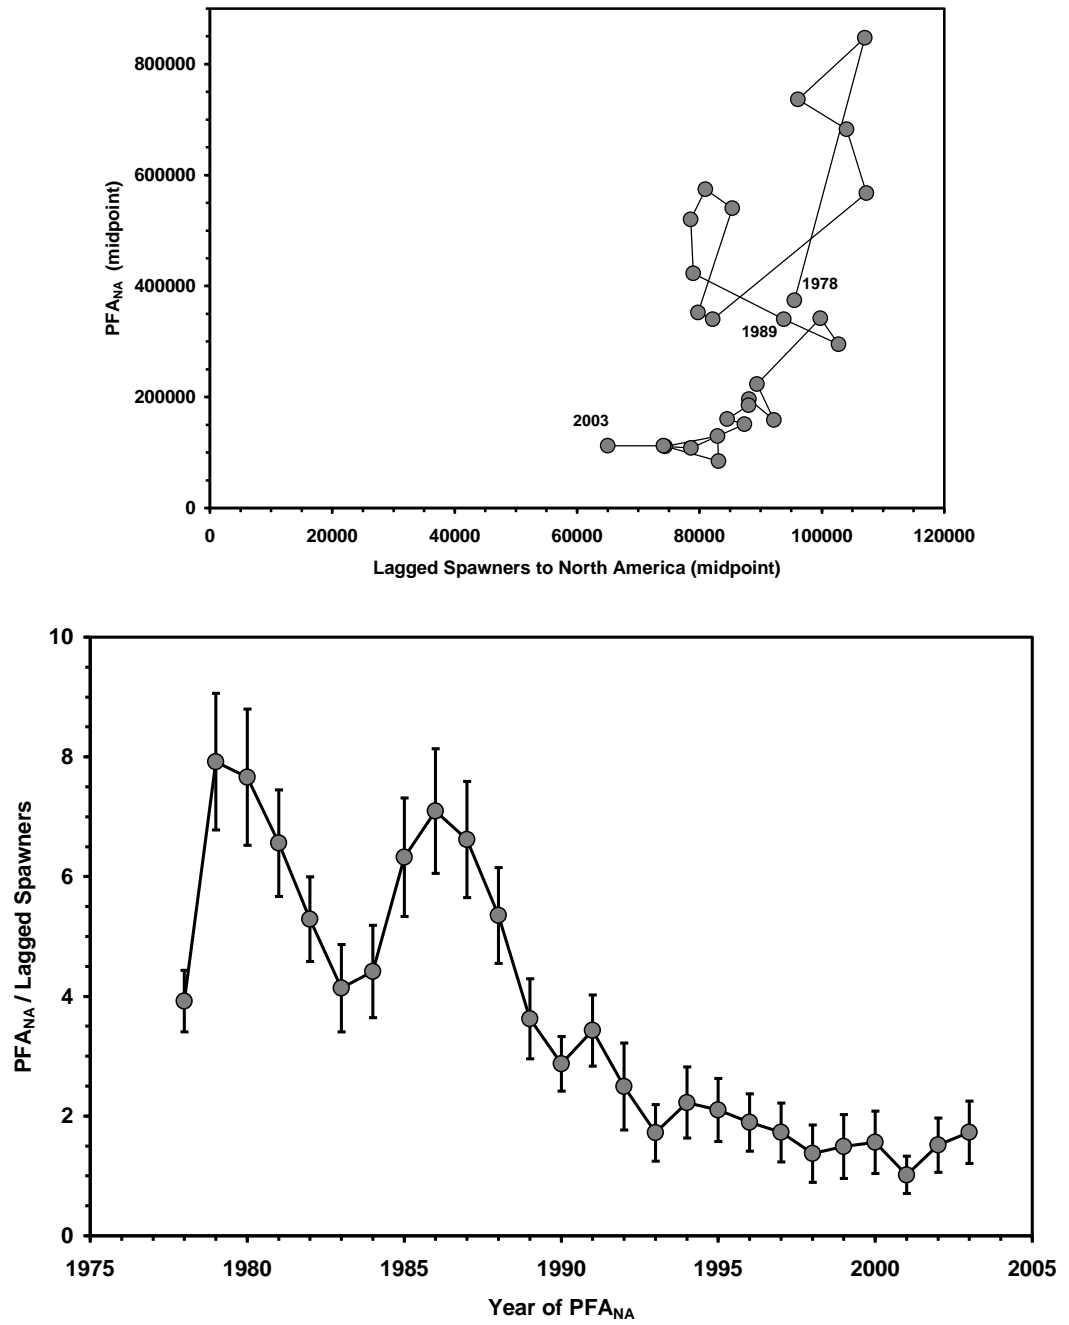 800000
600000
400000
200000
0
PFANA (midpoint)
1978
1989
2003
0 20000 40000 60000 80000 100000 120000
Lagged Spawners to North America (midpoint)
10
8
6
4
2
0
PFANA / Lagged Spawners
1975 1980 1985 1990 1995 2000 2005
Year of PFANA